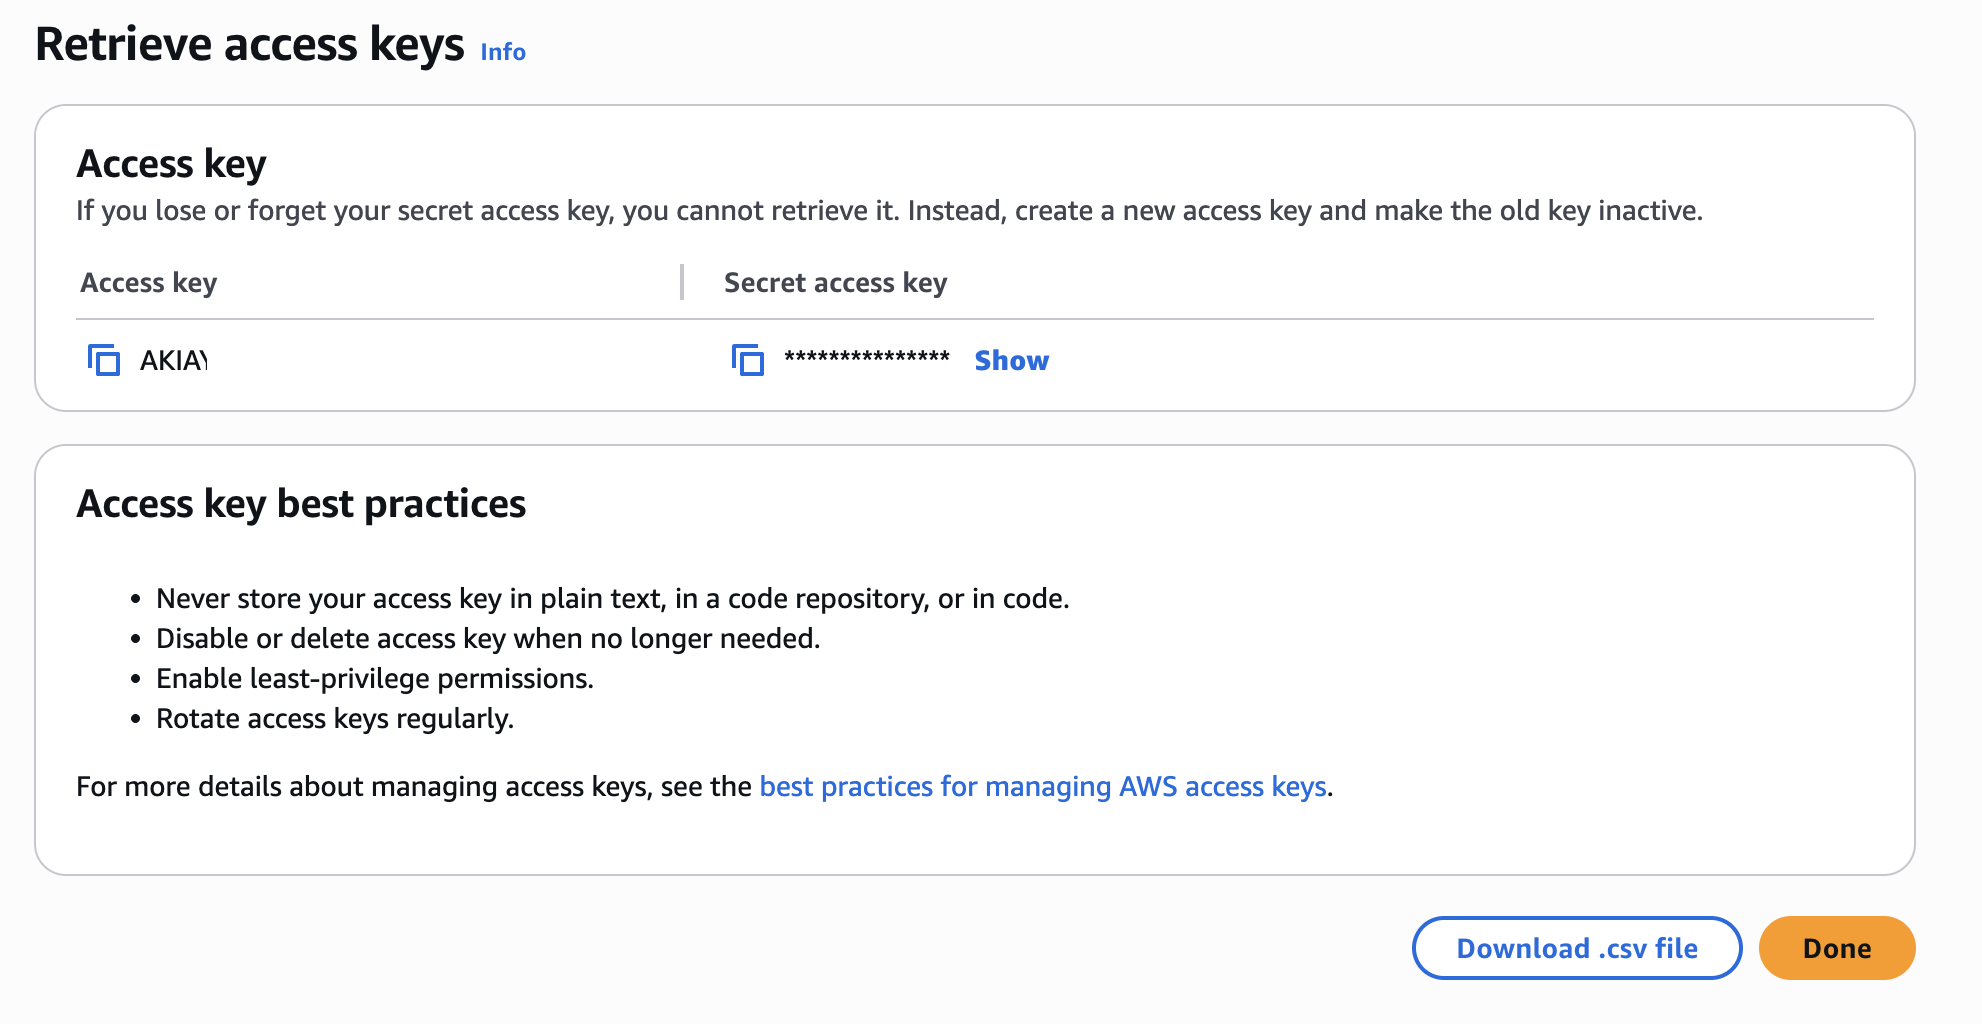 Retrieve access keys Info
Access key
If you lose or forget your secret access key, you cannot retrieve it. Instead, create a new access key and make the old key inactive.
Access key
Secret access key
AKIAY
*************** Show
Access key best practices
• Never store your access key in plain text, in a code repository, or in code.
• Disable or delete access key when no longer needed.
• Enable least-privilege permissions.
• Rotate access keys regularly.
For more details about managing access keys, see the best practices for managing AWS access keys.
Download .csv file
Done